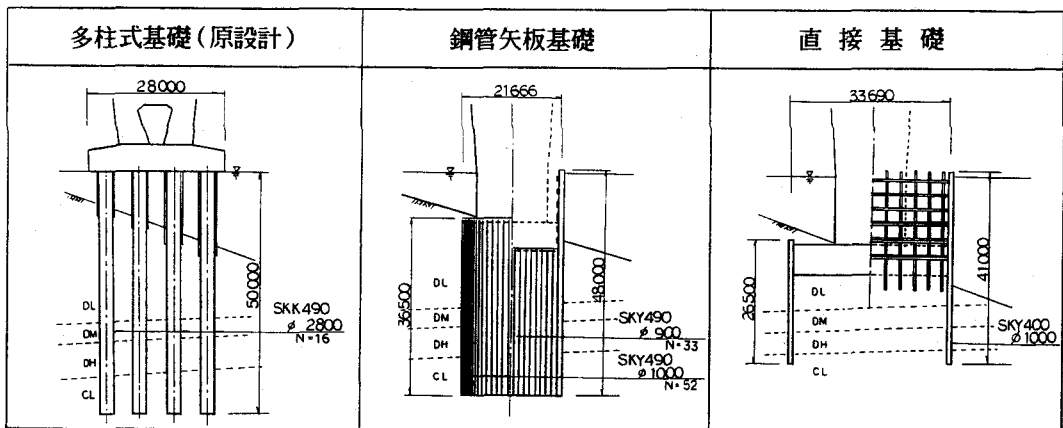 多柱式基礎(原設計)
28000
50000
DL
DM
DH
CL
SKK490
φ 2800
N=16
鋼管矢板基礎
21666
36500
48000
DL
DM
DH
CL
SKY490
φ 900
N=33
SKY490
φ1000
N=52
直接基礎
33690
26500
41000
DL
DM
DH
CL
SKY400
φ1000